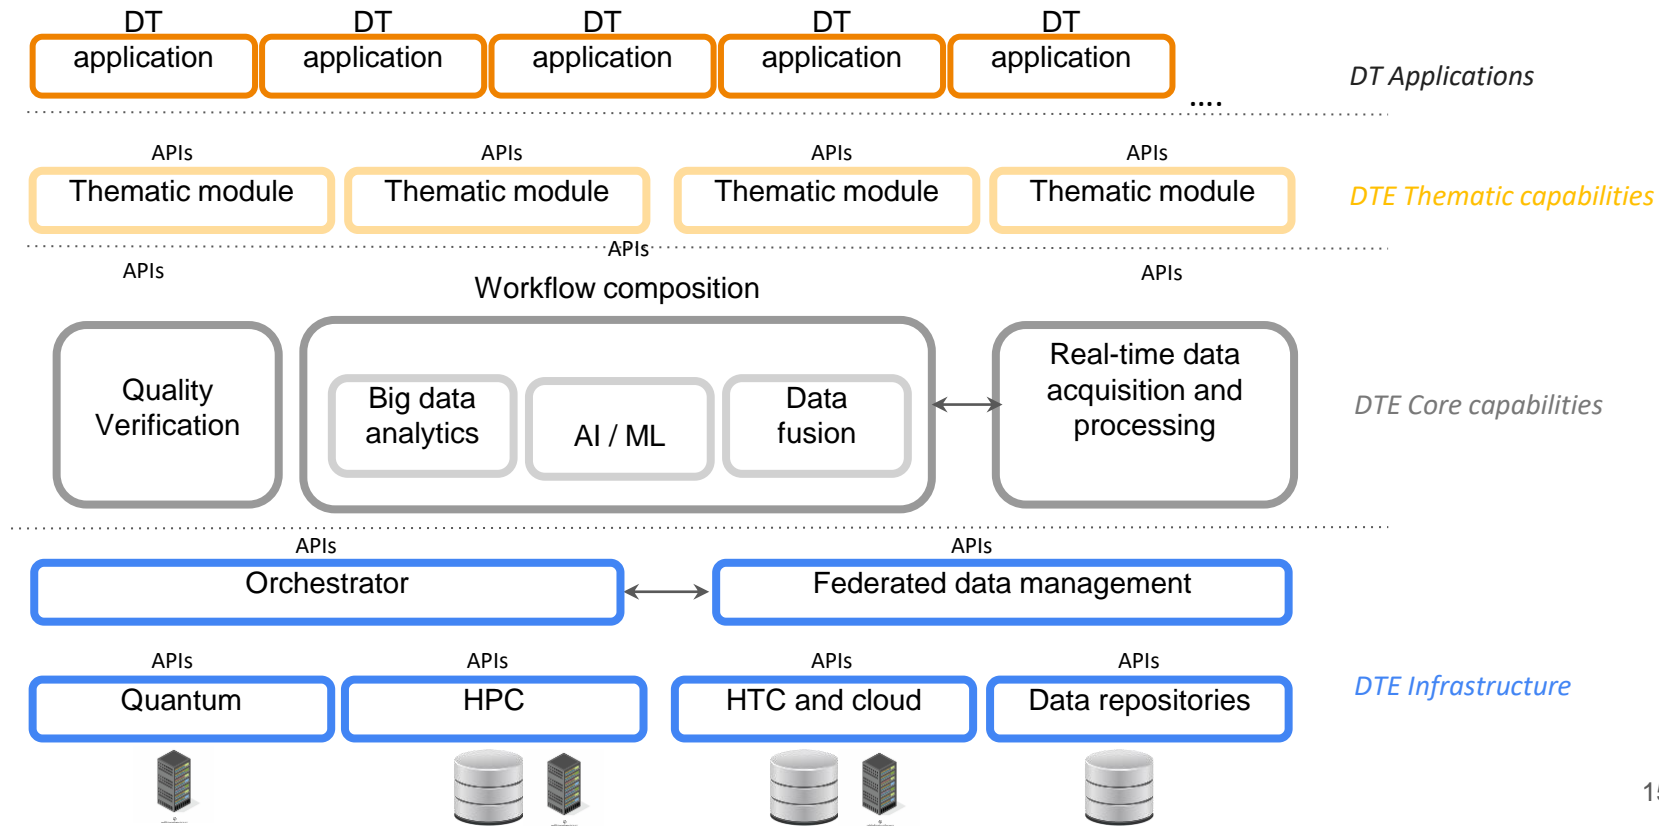 DT application
DT application
DT application
DT application
DT application
....
DT Applications
APIs
APIs
APIs
APIs
Thematic module
Thematic module
Thematic module
Thematic module
DTE Thematic capabilities
APIs
APIs
APIs
Workflow composition
Quality
Verification
Big data
analytics
AI / ML
Data
fusion
Real-time data
acquisition and
processing
DTE Core capabilities
APIs
APIs
Orchestrator
Federated data management
APIs
APIs
APIs
APIs
Quantum
HPC
HTC and cloud
Data repositories
DTE Infrastructure